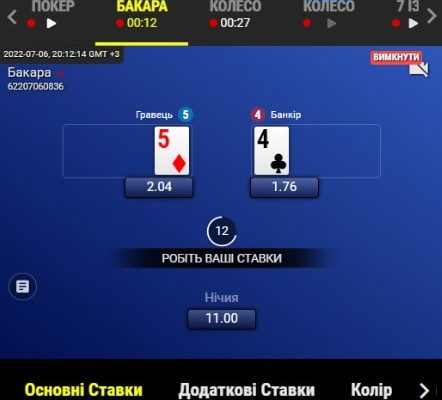 ПОКЕР БАКАРА КОЛЕСО КОЛЕСО 7 ІЗ
00:12 00:27
2022-07-06, 20:12:14 GMT +3 ВИМКНУТИ
Бакара
62207060836
Гравець 5 4 Банкір
5 4
2.04 1.76
12
РОБІТЬ ВАШІ СТАВКИ
Нічия
11.00
Основні Ставки Додаткові Ставки Колір